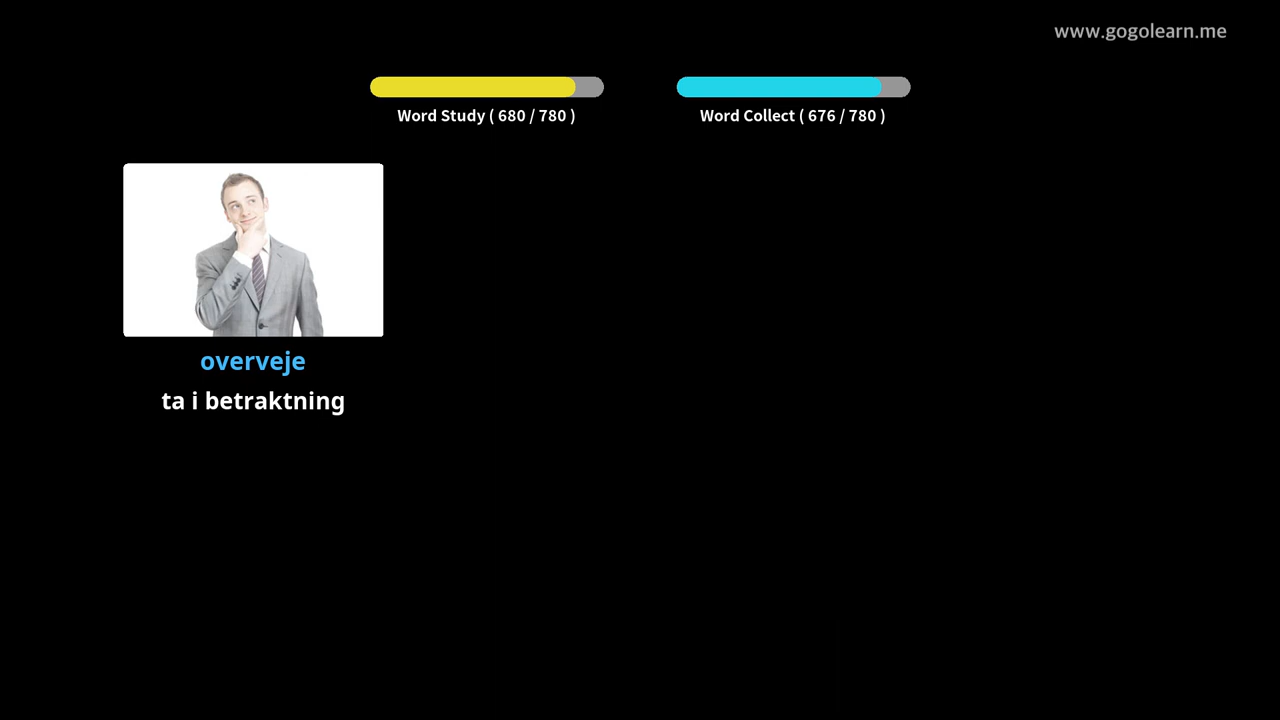 www.gogolearn.me
Word Study ( 680 / 780 )
Word Collect ( 676 / 780 )
overveje
ta i betraktning